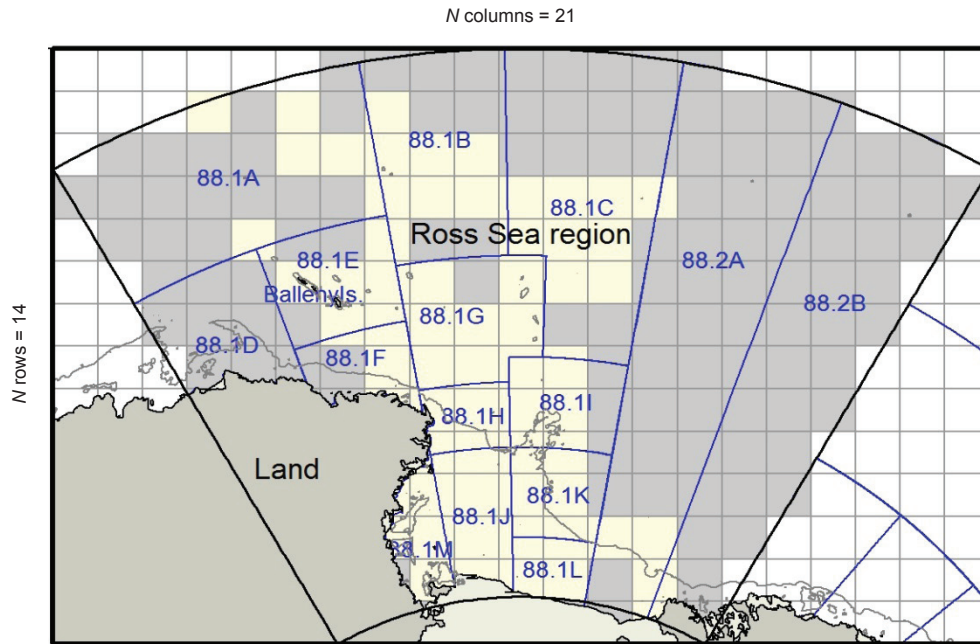 N columns = 21
N rows = 14
88.1B
88.1A
88.1C
Ross Sea region
88.1E
88.2A
BallenyIs.
88.2B
88.1G
88.1D
88.1F
88.1I
88.1H
Land
88.1K
88.1J
88.1M
88.1L